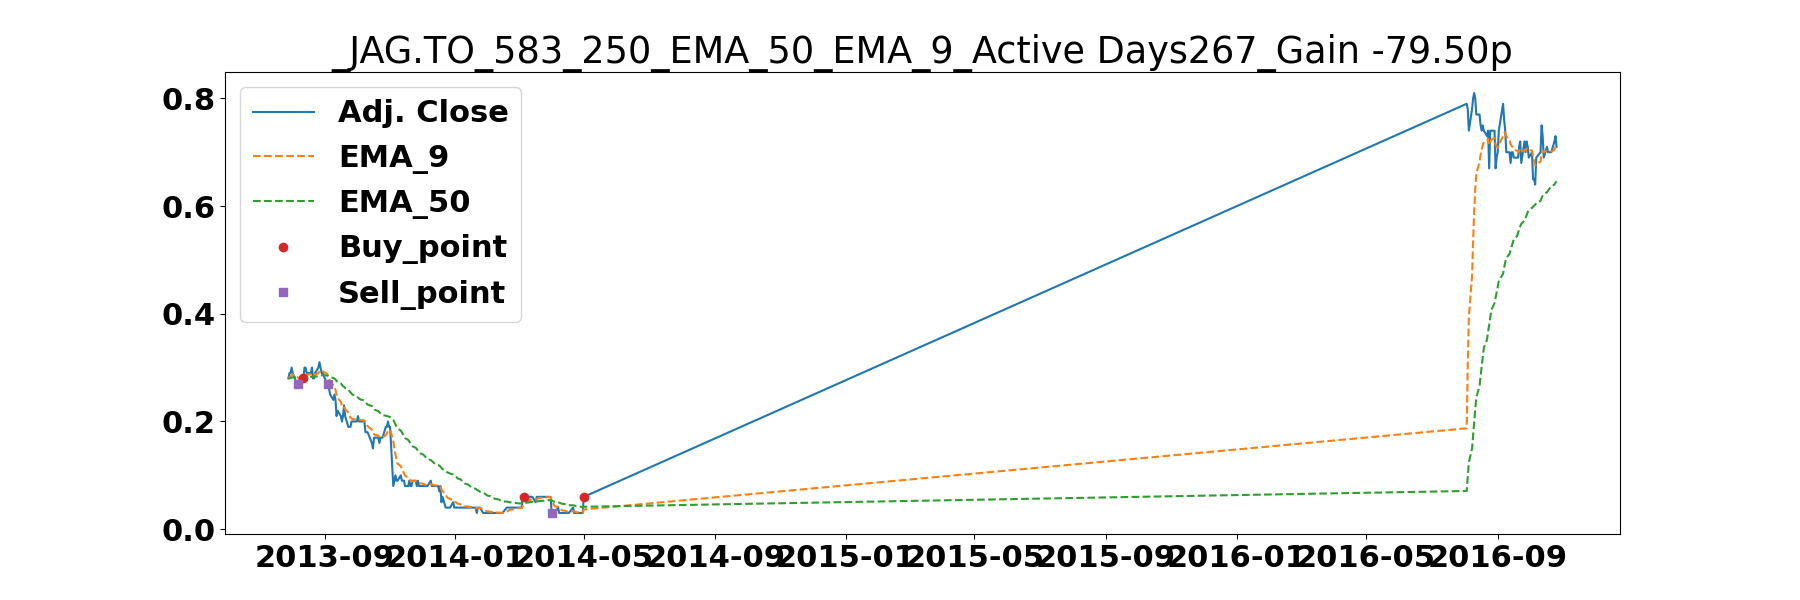 _JAG.TO_583_250_EMA_50_EMA_9_Active Days267_Gain -79.50p
Adj. Close
EMA_9
EMA_50
Buy_point
Sell_point
0.8
0.6
0.4
0.2
0.0
2013-09 2014-01 2014-05 2014-09 2015-01 2015-05 2015-09 2016-01 2016-05 2016-09